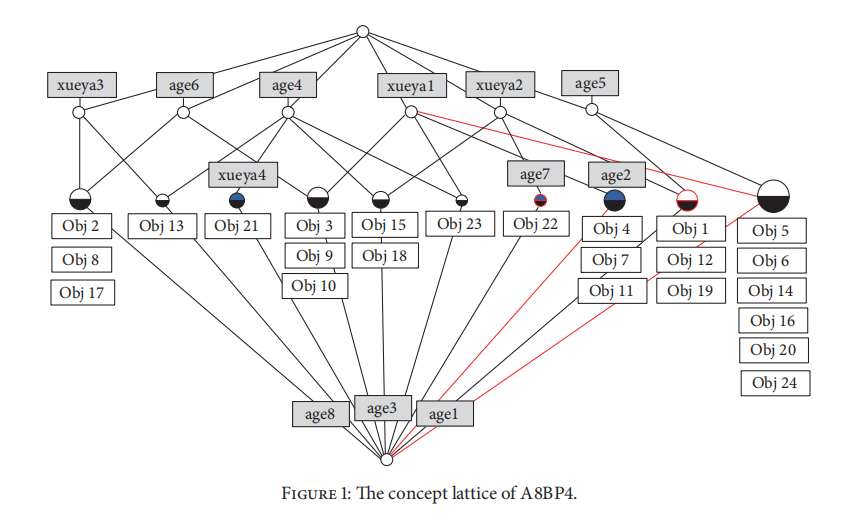 xueya3
age6
age4
xueya1
xueya2
age5
xueya4
age7
age2
Obj 2
Obj 13
Obj 21
Obj 3
Obj 15
Obj 23
Obj 22
Obj 4
Obj 1
Obj 5
Obj 8
Obj 9
Obj 18
Obj 7
Obj 12
Obj 6
Obj 17
Obj 10
Obj 11
Obj 19
Obj 14
Obj 16
Obj 20
Obj 24
age8
age3
age1
FIGURE 1: The concept lattice of A8BP4.